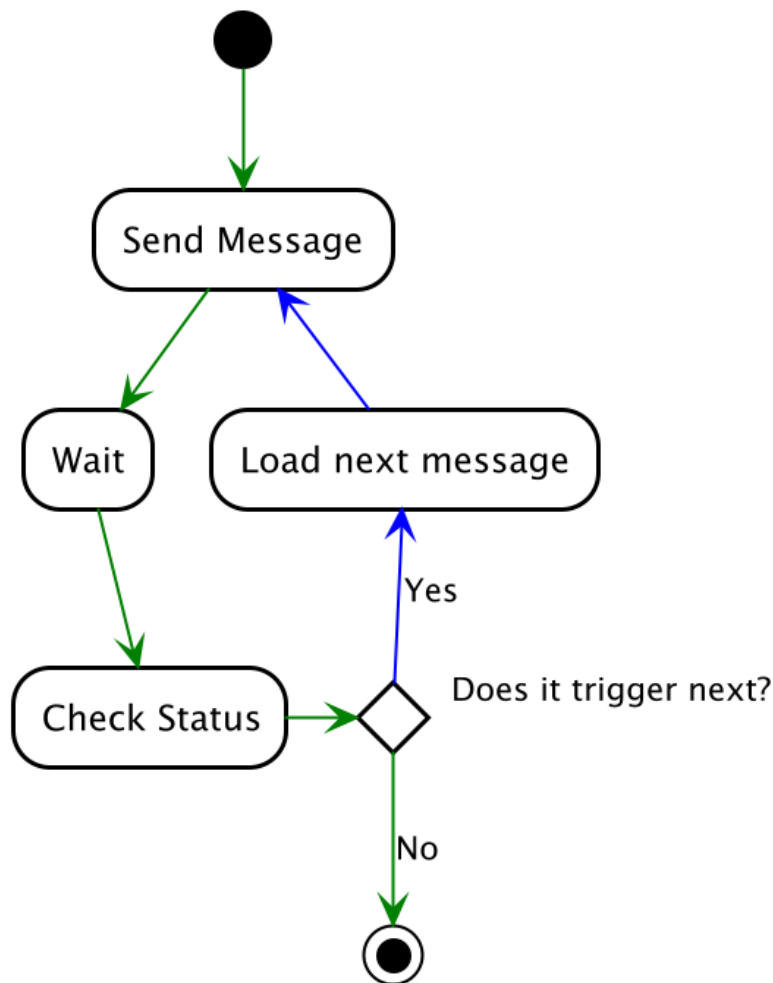 Send Message
Wait
Load next message
Yes
Does it trigger next?
Check Status
No